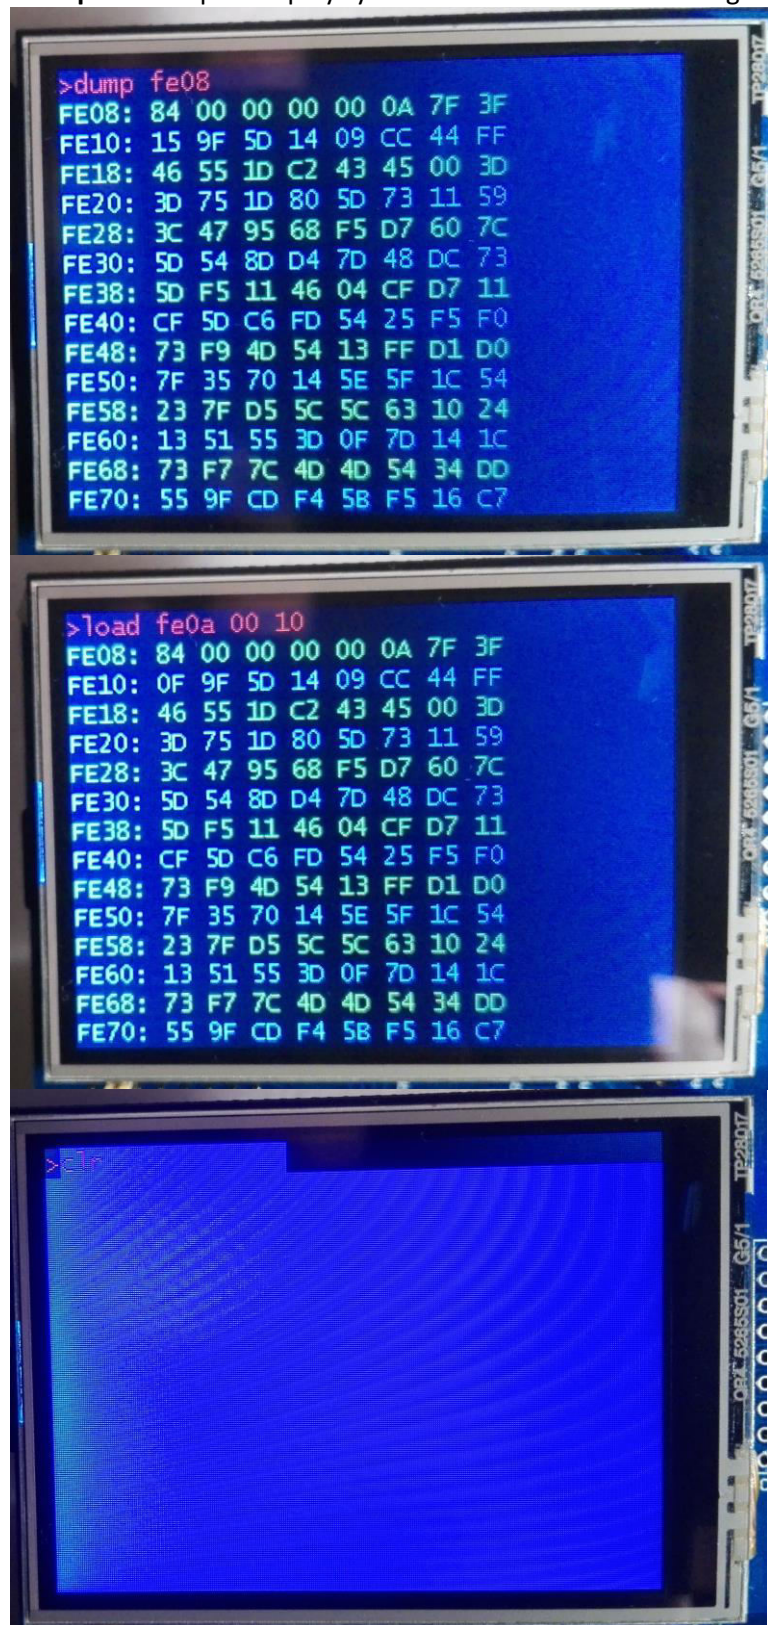 >dump fe08
FE08: 84 00 00 00 00 0A 7F 3F
FE10: 15 9F 5D 14 09 CC 44 FF
FE18: 46 55 1D C2 43 45 00 3D
FE20: 3D 75 1D 80 5D 73 11 59
FE28: 3C 47 95 68 F5 D7 60 7C
FE30: 5D 54 8D D4 7D 48 DC 73
FE38: 5D F5 11 46 04 CF D7 11
FE40: CF 5D C6 FD 54 25 F5 F0
FE48: 73 F9 4D 54 13 FF D1 D0
FE50: 7F 35 70 14 5E 5F 1C 54
FE58: 23 7F D5 5C 5C 63 10 24
FE60: 13 51 55 3D 0F 7D 14 1C
FE68: 73 F7 7C 4D 4D 54 34 DD
FE70: 55 9F CD F4 5B F5 16 C7
TP28017
G5/1
>load fe0a 00 10
FE08: 84 00 00 00 00 0A 7F 3F
FE10: 0F 9F 5D 14 09 CC 44 FF
FE18: 46 55 1D C2 43 45 00 3D
FE20: 3D 75 1D 80 5D 73 11 59
FE28: 3C 47 95 68 F5 D7 60 7C
FE30: 5D 54 8D D4 7D 48 DC 73
FE38: 5D F5 11 46 04 CF D7 11
FE40: CF 5D C6 FD 54 25 F5 F0
FE48: 73 F9 4D 54 13 FF D1 D0
FE50: 7F 35 70 14 5E 5F 1C 54
FE58: 23 7F D5 5C 5C 63 10 24
FE60: 13 51 55 3D 0F 7D 14 1C
FE68: 73 F7 7C 4D 4D 54 34 DD
FE70: 55 9F CD F4 5B F5 16 C7
TP28017
G5/1
>clr
TP28017
G5/1
5265S01